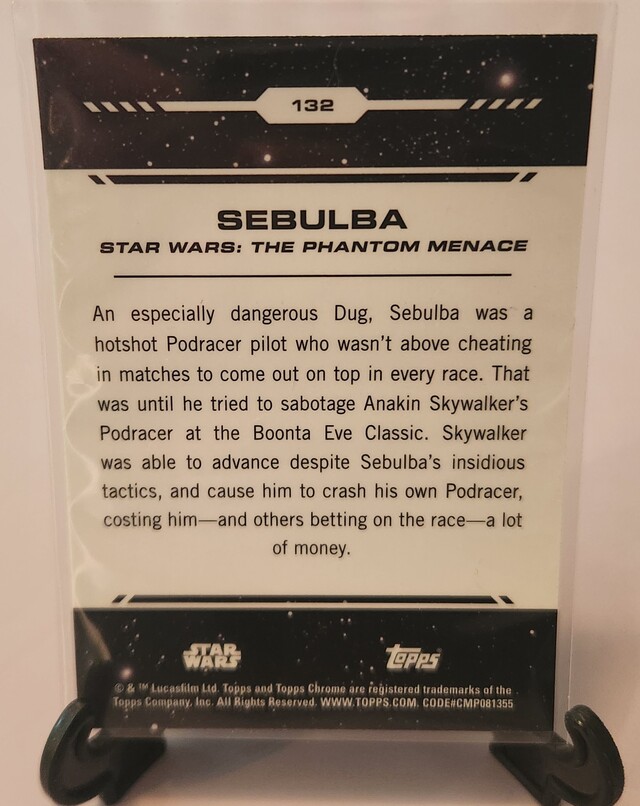 132
SEBULBA
STAR WARS: THE PHANTOM MENACE
An especially dangerous Dug, Sebulba was a
hotshot Podracer pilot who wasn't above cheating
in matches to come out on top in every race. That
was until he tried to sabotage Anakin Skywalker's
Podracer at the Boonta Eve Classic. Skywalker
was able to advance despite Sebulba's insidious
tactics, and cause him to crash his own Podracer,
costing him—and others betting on the race—a lot
of money.
STAR
WARS
Topps
© & ™ Lucasfilm Ltd. Topps and Topps Chrome are registered trademarks of the
Topps Company, Inc. All Rights Reserved. WWW.TOPPS.COM. CODE#CMP081355